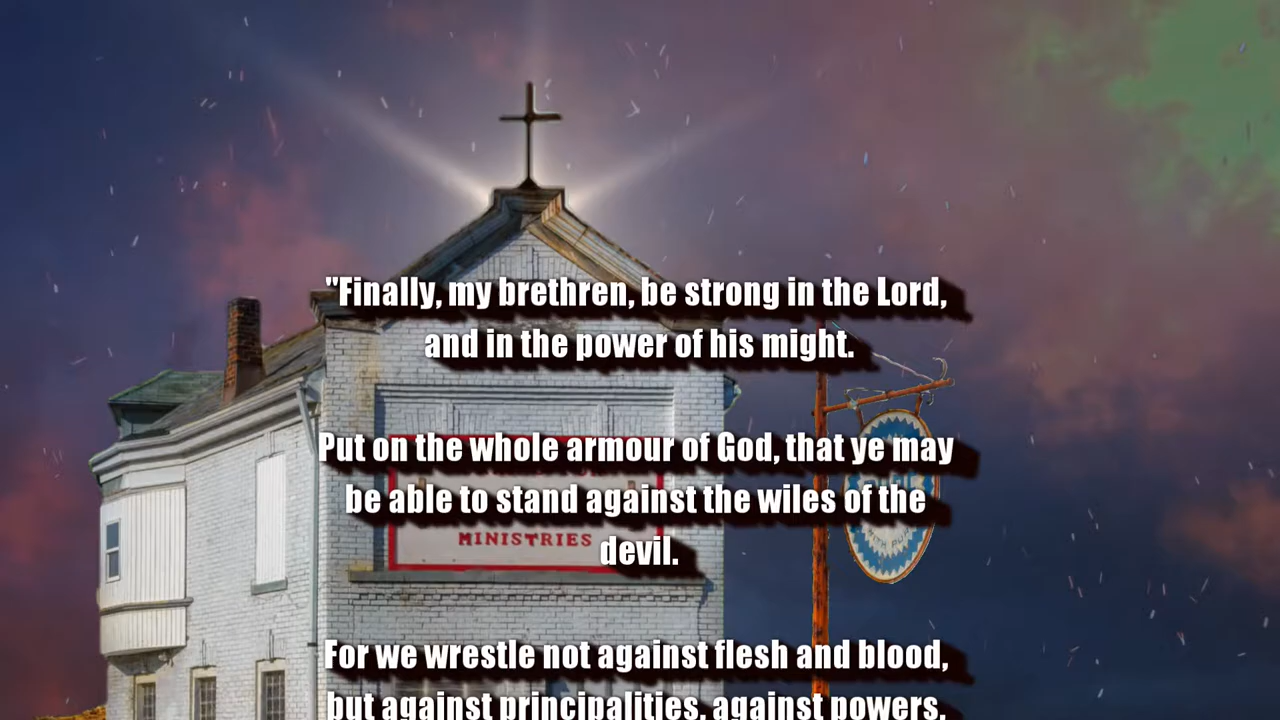 "Finally, my brethren, be strong in the Lord,
and in the power of his might.
Put on the whole armour of God, that ye may
be able to stand against the wiles of the
devil.
MINISTRIES
For we wrestle not against flesh and blood,
but against principalities, against powers,